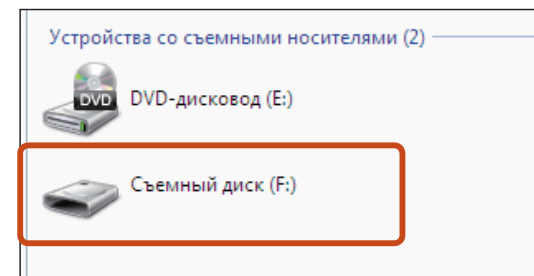 Устройства со съемными носителями (2)
DVD
DVD-дисковод (E:)
Съемный диск (F:)